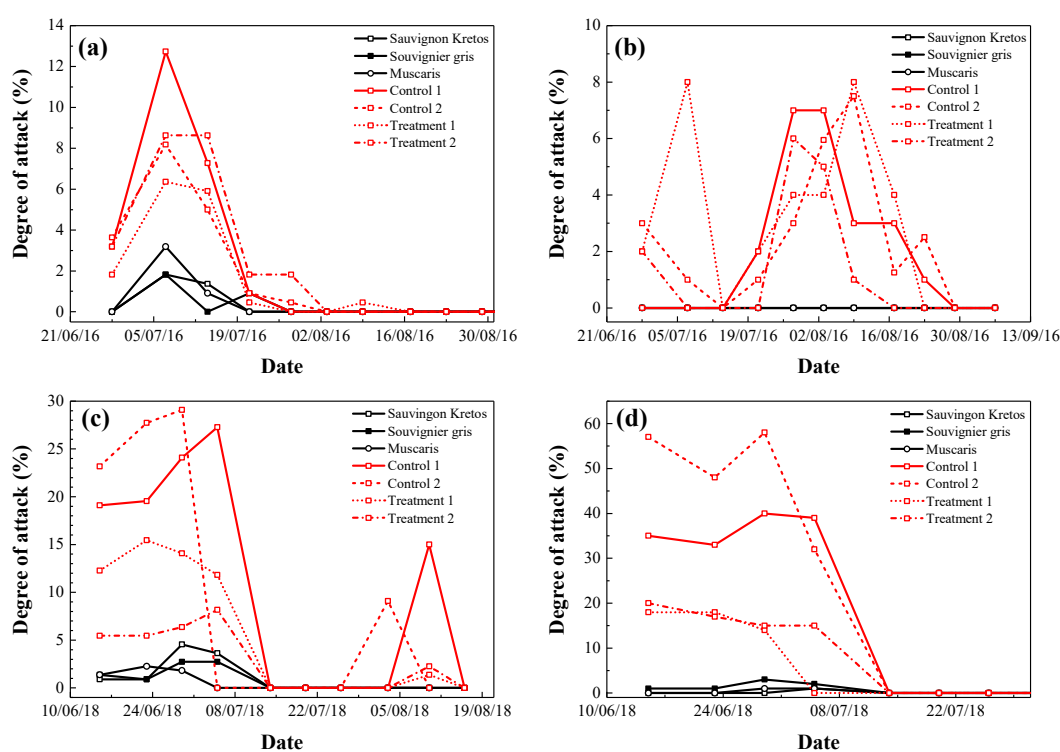 14
12
10
8
6
4
2
0
Degree of attack (%)
(a)
Sauvignon Kretos
Souvignier gris
Muscaris
Control 1
Control 2
Treatment 1
Treatment 2
21/06/16 05/07/16 19/07/16 02/08/16 16/08/16 30/08/16
Date
10
8
6
4
2
0
Degree of attack (%)
(b)
Sauvignon Kretos
Souvignier gris
Muscaris
Control 1
Control 2
Treatment 1
Treatment 2
21/06/16 05/07/16 19/07/16 02/08/16 16/08/16 30/08/16 13/09/16
Date
30
25
20
15
10
5
0
Degree of attack (%)
(c)
Sauvingon Kretos
Souvignier gris
Muscaris
Control 1
Control 2
Treatment 1
Treatment 2
10/06/18 24/06/18 08/07/18 22/07/18 05/08/18 19/08/18
Date
60
50
40
30
20
10
0
Degree of attack (%)
(d)
Sauvignon Kretos
Souvignier gris
Muscaris
Control 1
Control 2
Treatment 1
Treatment 2
10/06/18 24/06/18 08/07/18 22/07/18
Date